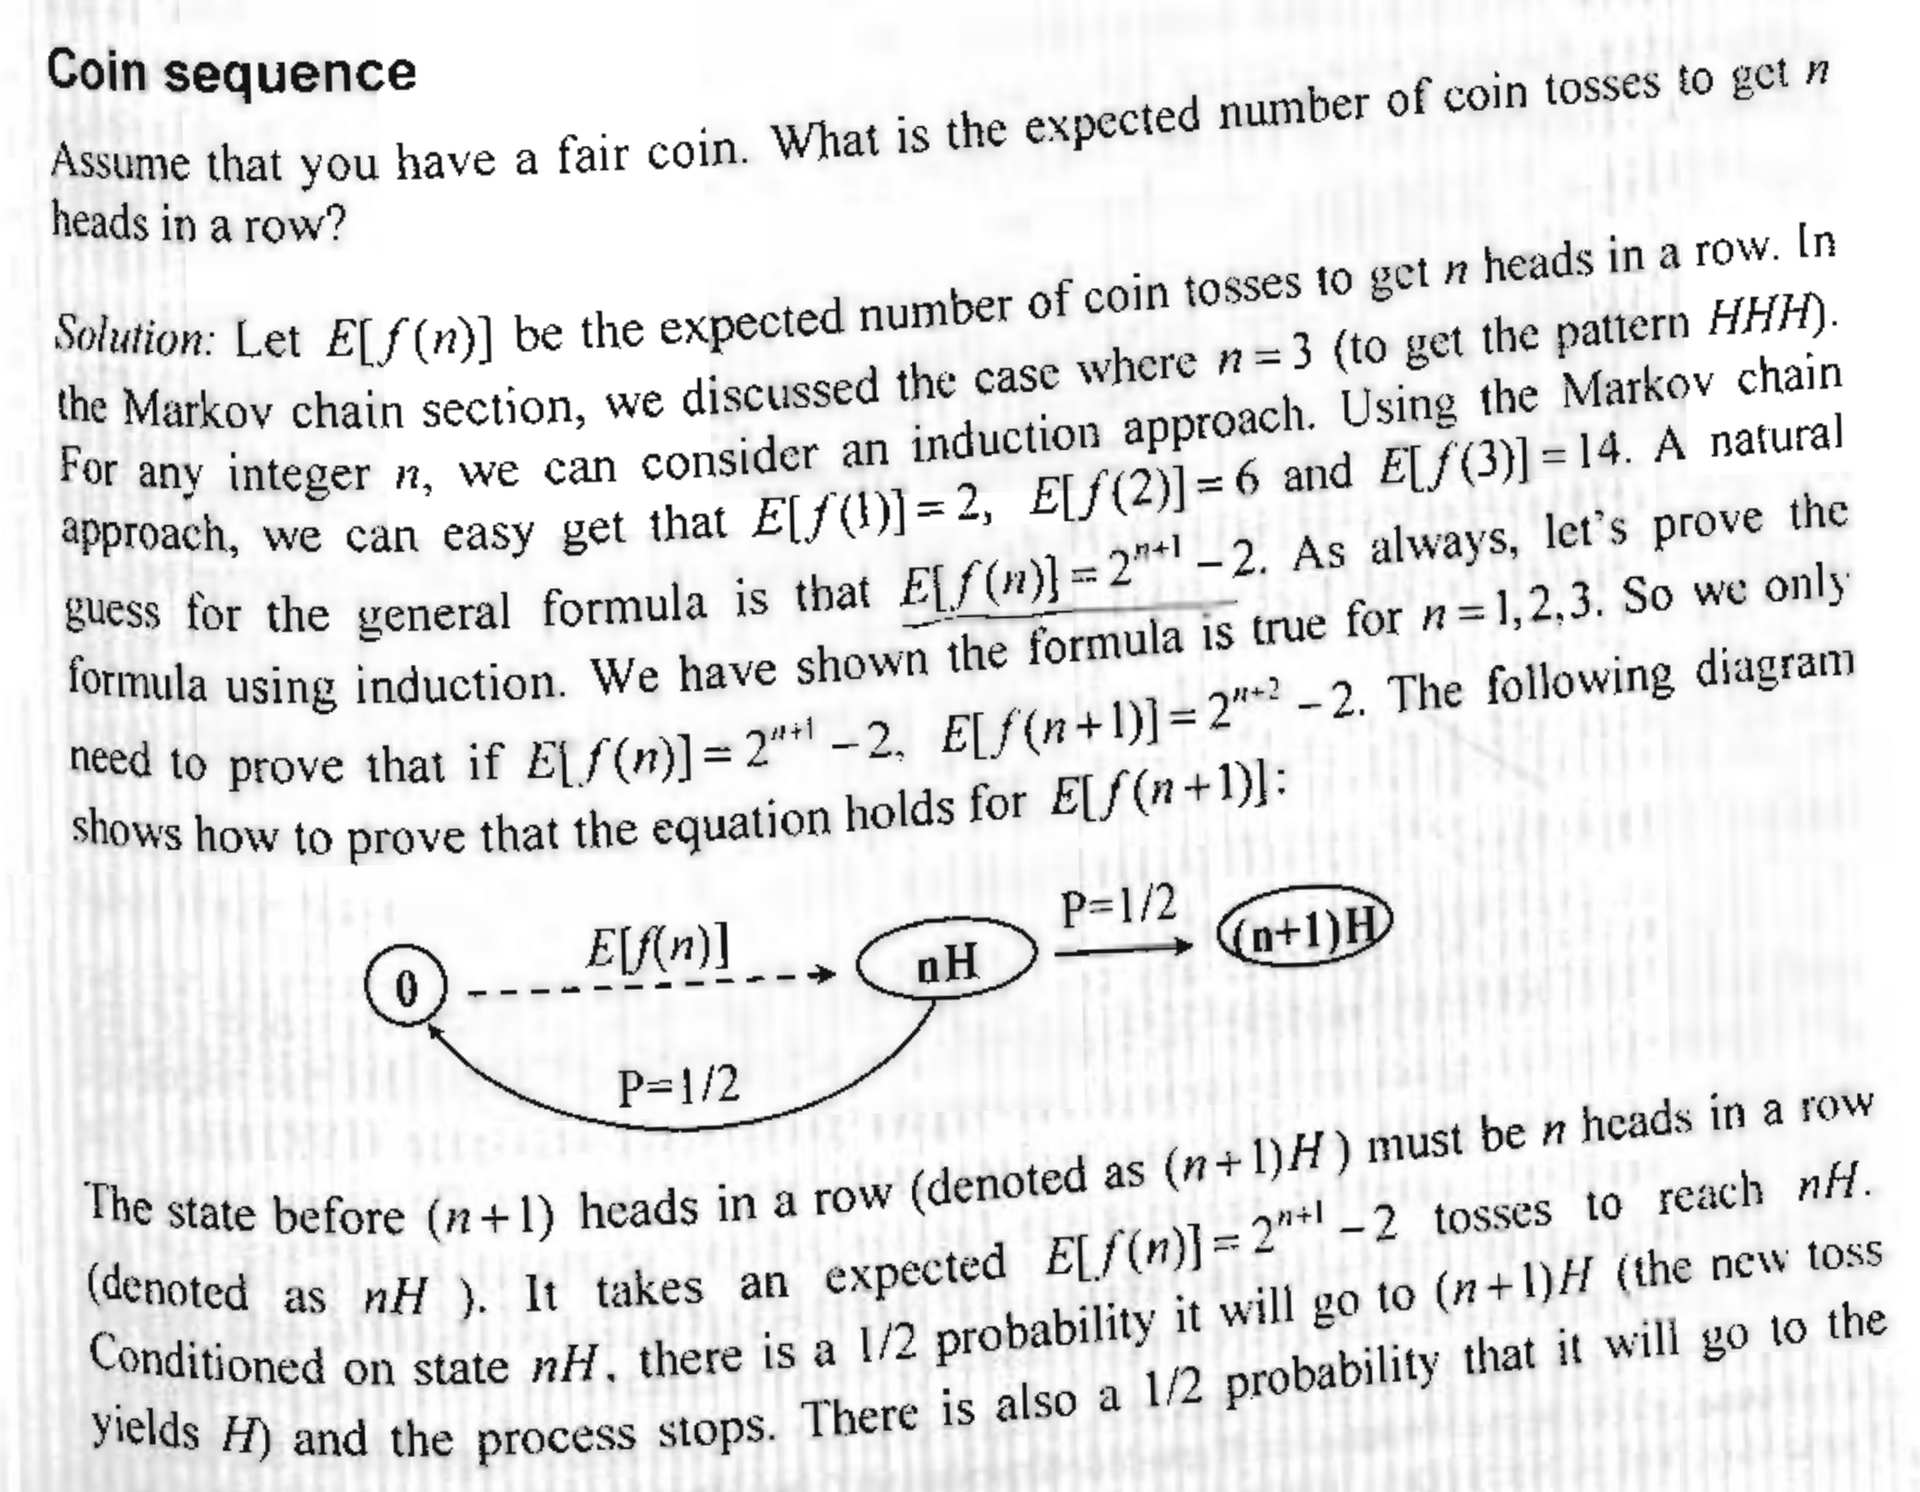 Coin sequence
Assume that you have a fair coin. What is the expected number of coin tosses to get n
heads in a row?
Solution: Let E[f(n)] be the expected number of coin tosses to get n heads in a row. In
the Markov chain section, we discussed the case where n = 3 (to get the pattern HHH).
For any integer n, we can consider an induction approach. Using the Markov chain
approach, we can easy get that E[f(1)] = 2, E[f(2)] = 6 and E[f(3)] = 14. A natural
guess for the general formula is that E[f(n)] = 2^{n+1} − 2. As always, let's prove the
formula using induction. We have shown the formula is true for n = 1,2,3. So we only
need to prove that if E[f(n)] = 2^{n+1} − 2, E[f(n+1)] = 2^{n+2} − 2. The following diagram
shows how to prove that the equation holds for E[f(n+1)]:
E[f(n)]
P=1/2
0
nH
(n+1)H
P=1/2
The state before (n+1) heads in a row (denoted as (n+1)H) must be n heads in a row
(denoted as nH ). It takes an expected E[f(n)] = 2^{n+1} − 2 tosses to reach nH.
Conditioned on state nH, there is a 1/2 probability it will go to (n+1)H (the new toss
yields H) and the process stops. There is also a 1/2 probability that it will go to the